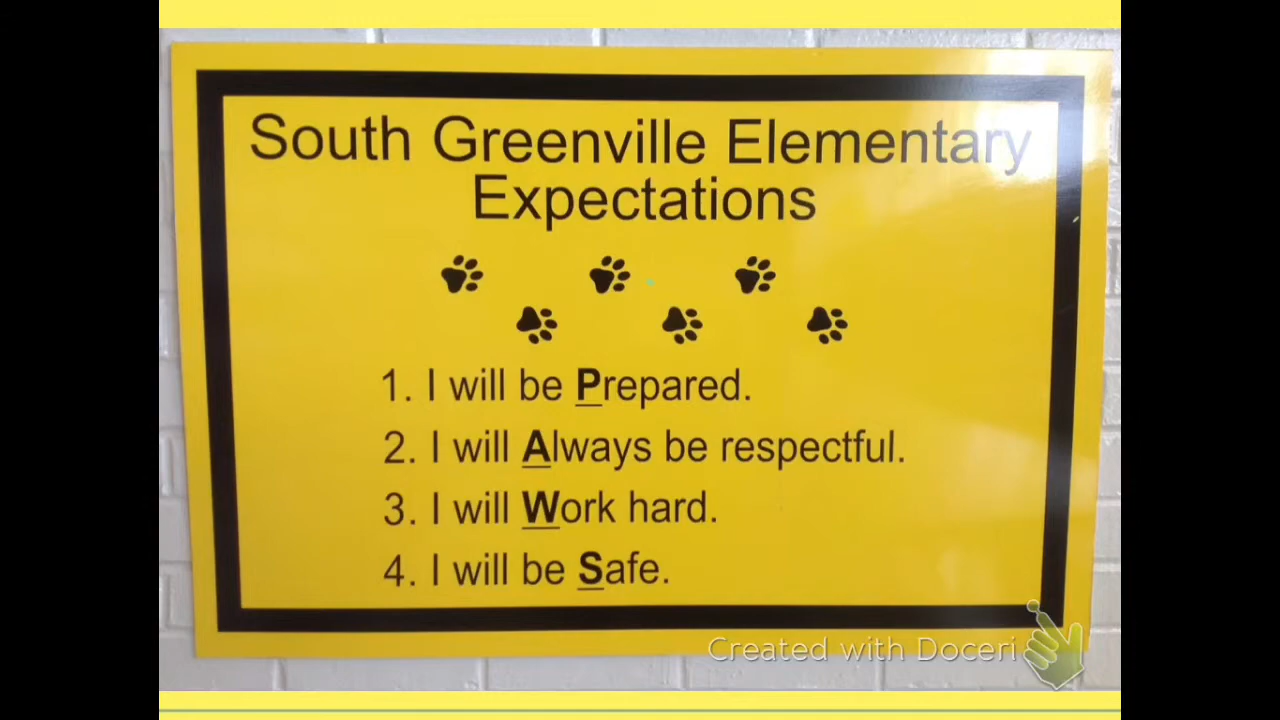 South Greenville Elementary
Expectations
1. I will be Prepared.
2. I will Always be respectful.
3. I will Work hard.
4. I will be Safe.
Created with Doceri